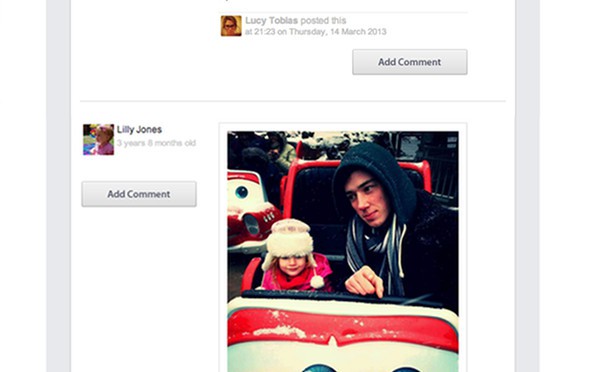 Lucy Tobias posted this
at 21:23 on Thursday, 14 March 2013
Add Comment
Lilly Jones
3 years 8 months old
Add Comment